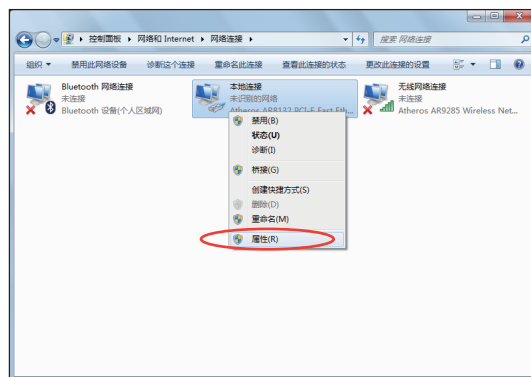 控制面板 ▸ 网络和 Internet ▸ 网络连接 ▸
搜索 网络连接
组织 禁用此网络设备 诊断这个连接 重命名此连接 查看此连接的状态 更改此连接的设置
Bluetooth 网络连接
未连接
Bluetooth 设备(个人区域网)
本地连接
未识别的网络
Atheros AR8132 PCI-E Fast Eth...
无线网络连接
未连接
Atheros AR9285 Wireless Net...
禁用(B)
状态(U)
诊断(I)
桥接(G)
创建快捷方式(S)
删除(D)
重命名(M)
属性(R)